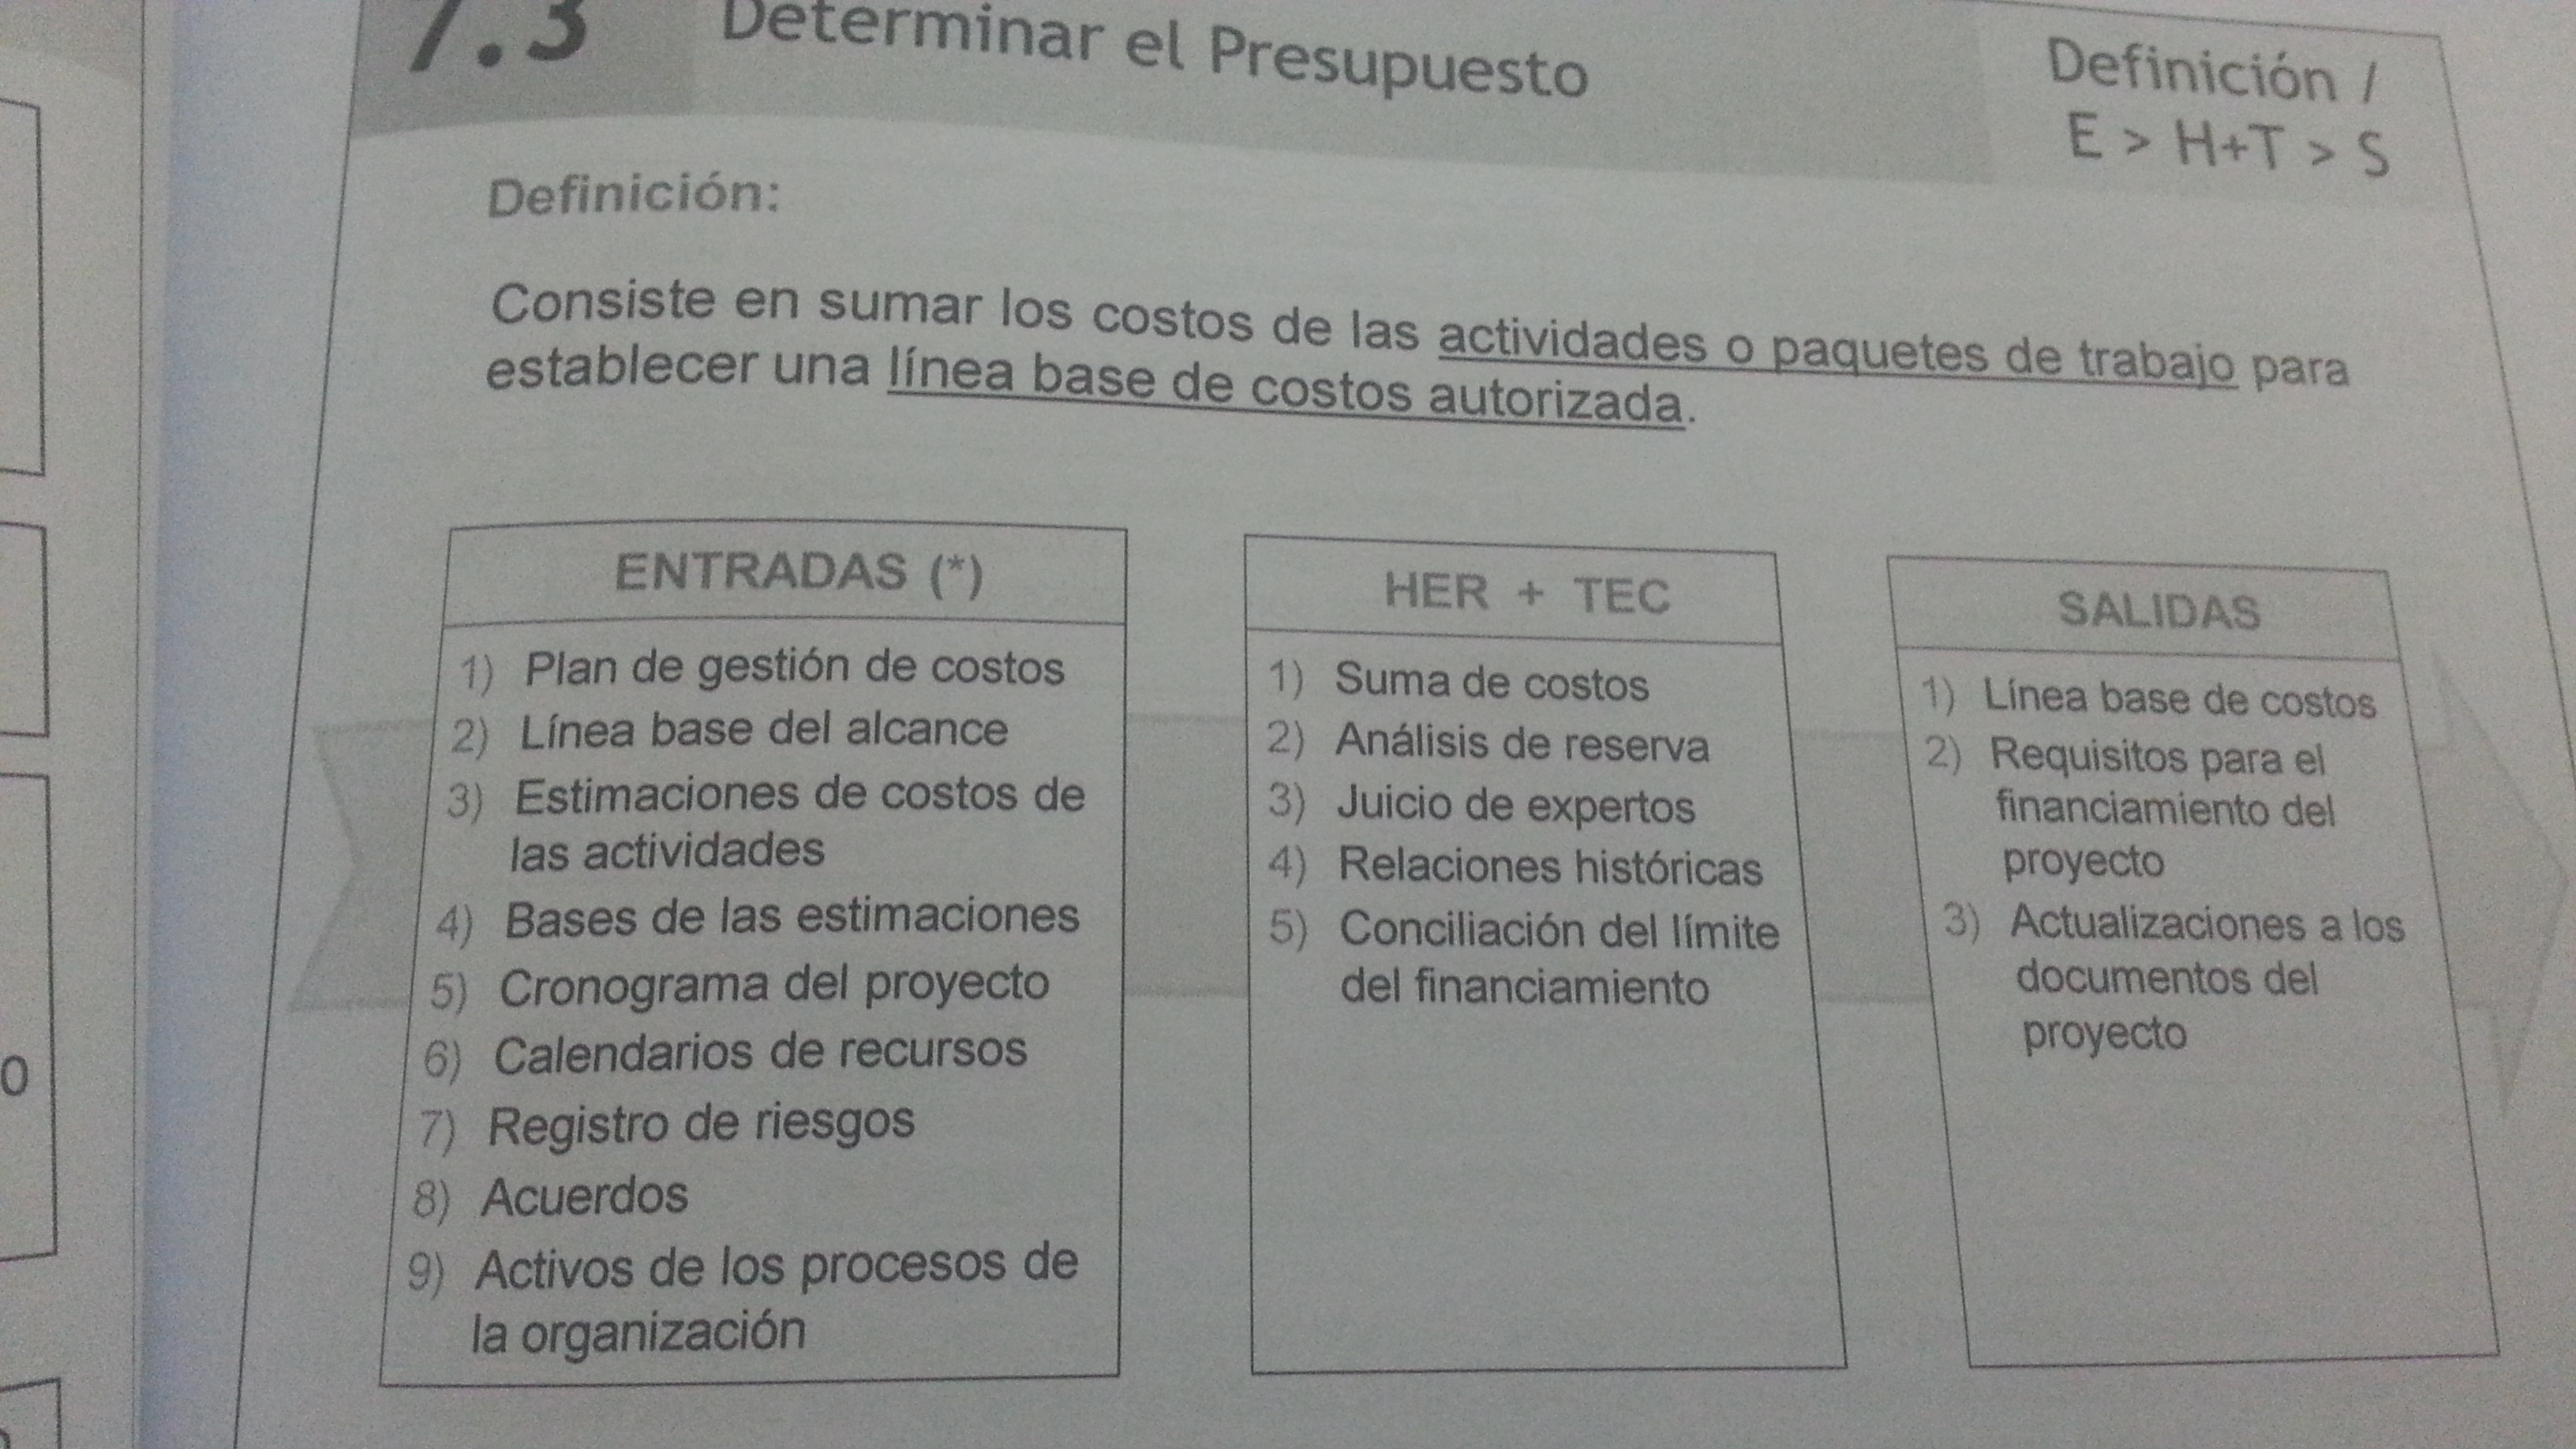 7.3 Determinar el Presupuesto
Definición /
E > H+T > S
Definición:
Consiste en sumar los costos de las actividades o paquetes de trabajo para
establecer una línea base de costos autorizada.
ENTRADAS (*)
1) Plan de gestión de costos
2) Línea base del alcance
3) Estimaciones de costos de
las actividades
4) Bases de las estimaciones
5) Cronograma del proyecto
6) Calendarios de recursos
7) Registro de riesgos
8) Acuerdos
9) Activos de los procesos de
la organización
HER + TEC
1) Suma de costos
2) Análisis de reserva
3) Juicio de expertos
4) Relaciones históricas
5) Conciliación del límite
del financiamiento
SALIDAS
1) Línea base de costos
2) Requisitos para el
financiamiento del
proyecto
3) Actualizaciones a los
documentos del
proyecto